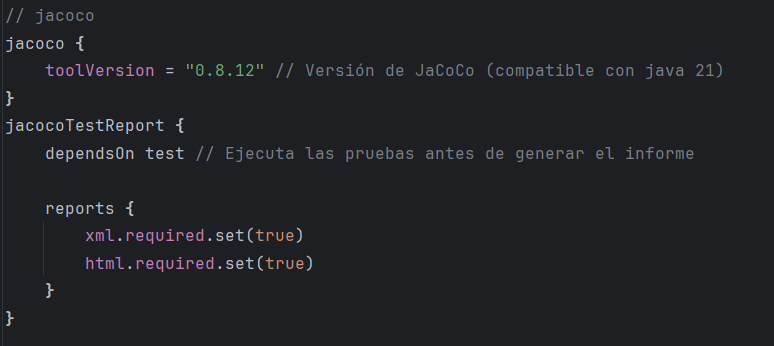 // jacoco
jacoco {
    toolVersion = "0.8.12" // Versión de JaCoCo (compatible con java 21)
}
jacocoTestReport {
    dependsOn test // Ejecuta las pruebas antes de generar el informe

    reports {
        xml.required.set(true)
        html.required.set(true)
    }
}